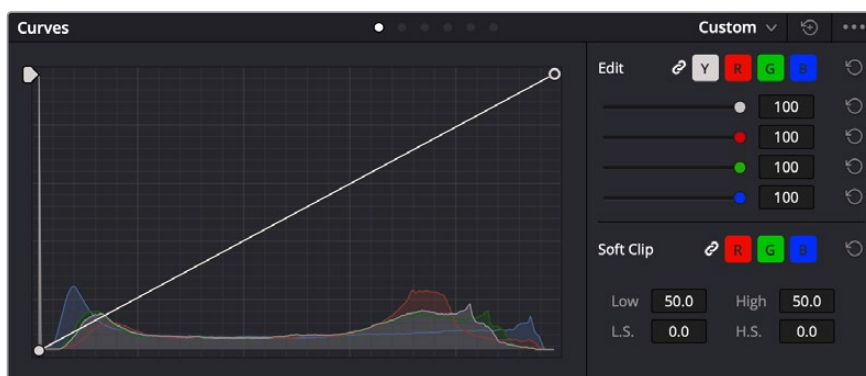 Curves Custom
Edit Y R G B
100
100
100
100
Soft Clip R G B
Low 50.0 High 50.0
L.S. 0.0 H.S. 0.0